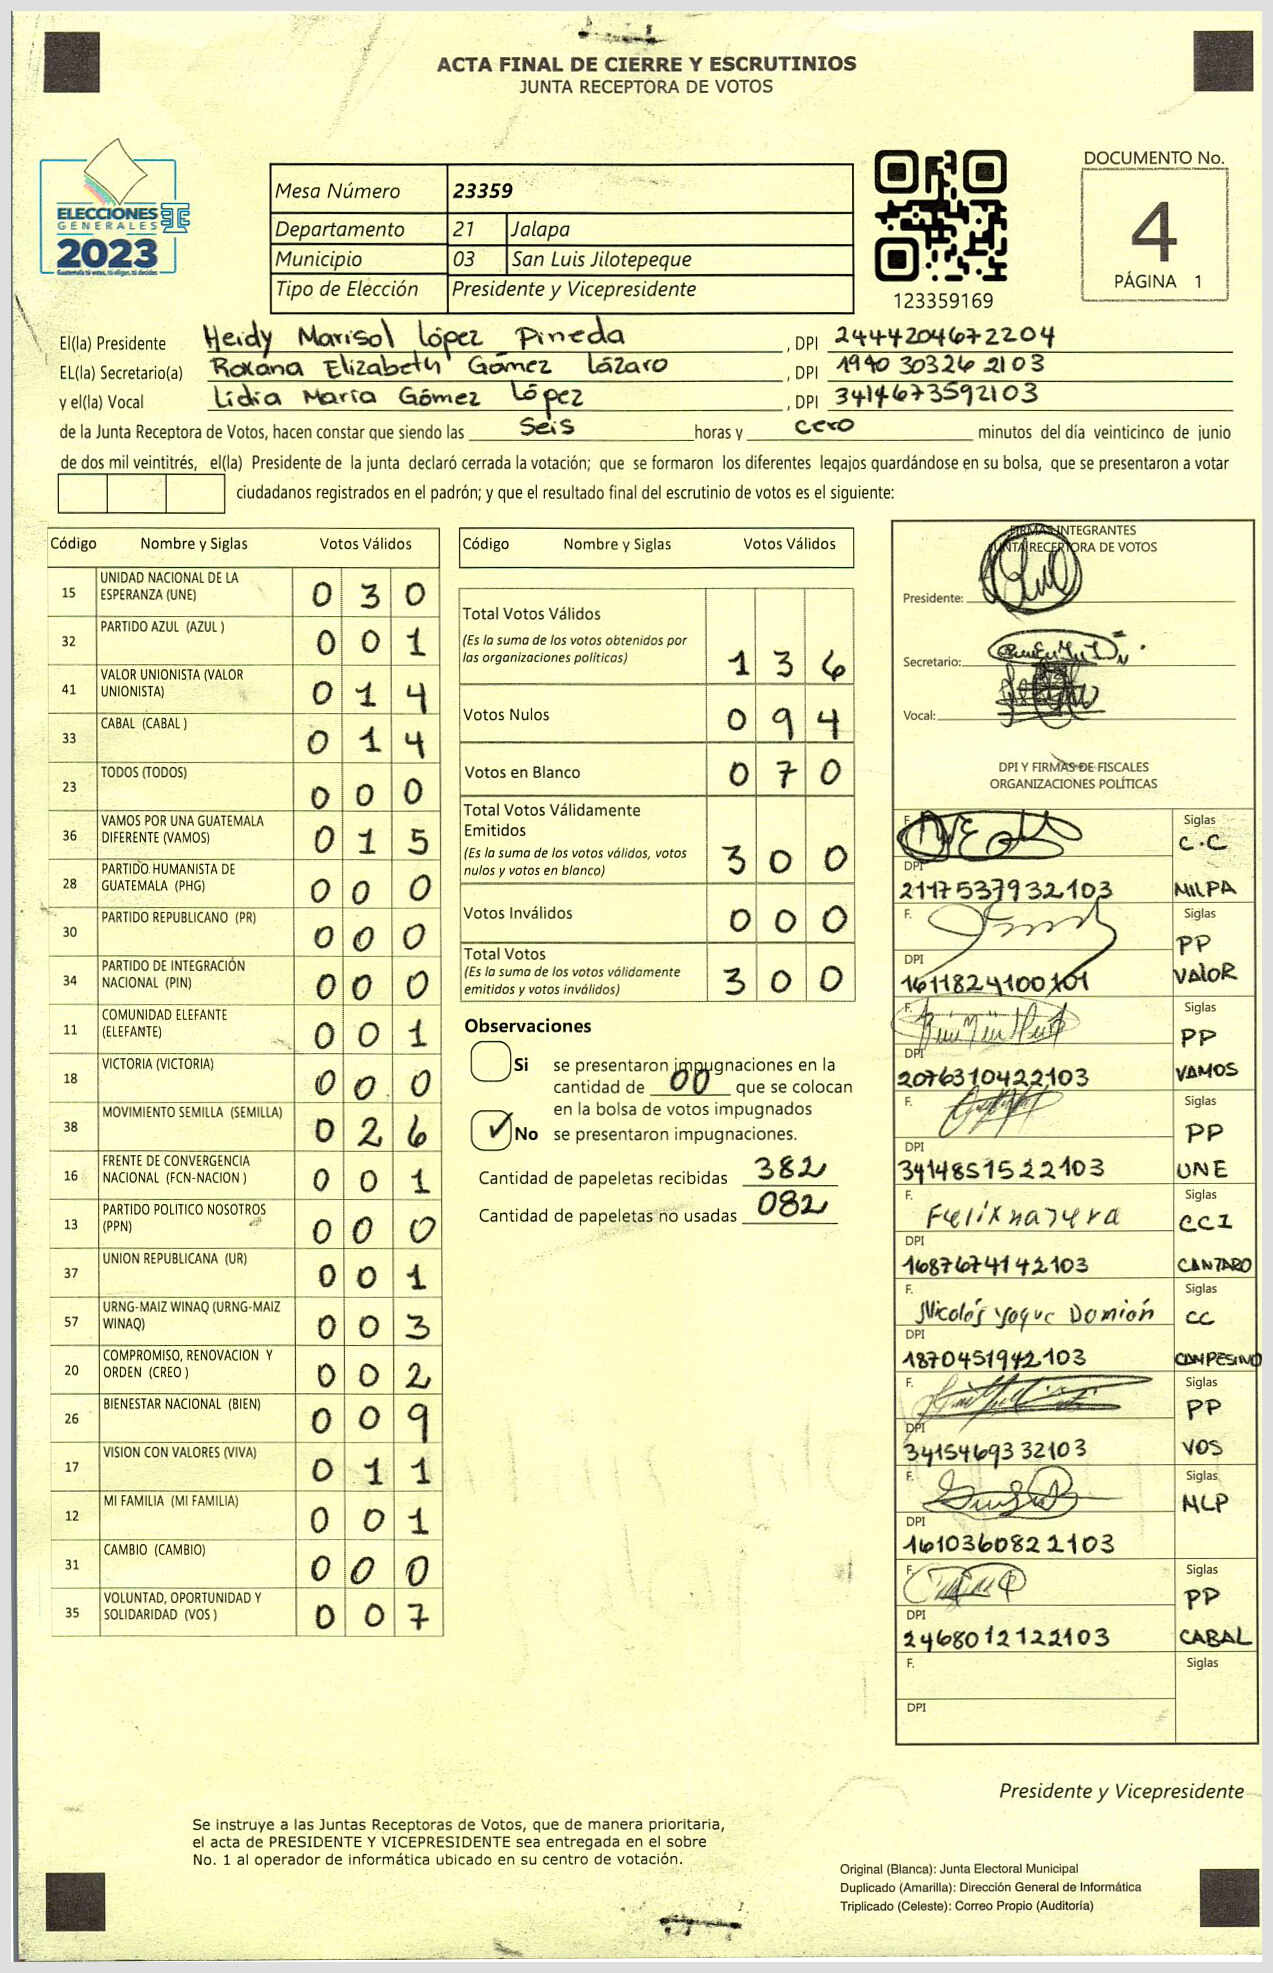 ACTA FINAL DE CIERRE Y ESCRUTINIOS
JUNTA RECEPTORA DE VOTOS
ELECCIONES
GENERALES
2023
Guatemala tú votas, tú eliges, tú decides
Mesa Número 23359
Departamento 21 Jalapa
Municipio 03 San Luis Jilotepeque
Tipo de Elección Presidente y Vicepresidente
123359169
DOCUMENTO No.
4
PÁGINA 1
El(la) Presidente Heidy Marisol López Pineda, DPI 2444204672204
EL(la) Secretario(a) Roxana Elizabeth Gómez Lázaro, DPI 1990303262103
y el(la) Vocal Lidia María Gómez López, DPI 3414673592103
de la Junta Receptora de Votos, hacen constar que siendo las seis horas y cero minutos del día veinticinco de junio
de dos mil veintitrés, el(la) Presidente de la junta declaró cerrada la votación; que se formaron los diferentes legajos guardándose en su bolsa, que se presentaron a votar
ciudadanos registrados en el padrón; y que el resultado final del escrutinio de votos es el siguiente:
Código Nombre y Siglas Votos Válidos
15 UNIDAD NACIONAL DE LA ESPERANZA (UNE) 0 3 0
32 PARTIDO AZUL (AZUL ) 0 0 1
41 VALOR UNIONISTA (VALOR UNIONISTA) 0 1 4
33 CABAL (CABAL ) 0 1 4
23 TODOS (TODOS) 0 0 0
36 VAMOS POR UNA GUATEMALA DIFERENTE (VAMOS) 0 1 5
28 PARTIDO HUMANISTA DE GUATEMALA (PHG) 0 0 0
30 PARTIDO REPUBLICANO (PR) 0 0 0
34 PARTIDO DE INTEGRACIÓN NACIONAL (PIN) 0 0 0
11 COMUNIDAD ELEFANTE (ELEFANTE) 0 0 1
18 VICTORIA (VICTORIA) 0 0 0
38 MOVIMIENTO SEMILLA (SEMILLA) 0 2 6
16 FRENTE DE CONVERGENCIA NACIONAL (FCN-NACION ) 0 0 1
13 PARTIDO POLITICO NOSOTROS (PPN) 0 0 0
37 UNION REPUBLICANA (UR) 0 0 1
57 URNG-MAIZ WINAQ (URNG-MAIZ WINAQ) 0 0 3
20 COMPROMISO, RENOVACION Y ORDEN (CREO ) 0 0 2
26 BIENESTAR NACIONAL (BIEN) 0 0 9
17 VISION CON VALORES (VIVA) 0 1 1
12 MI FAMILIA (MI FAMILIA) 0 0 1
31 CAMBIO (CAMBIO) 0 0 0
35 VOLUNTAD, OPORTUNIDAD Y SOLIDARIDAD (VOS ) 0 0 7
Código Nombre y Siglas Votos Válidos
Total Votos Válidos
(Es la suma de los votos obtenidos por
las organizaciones políticas) 1 3 6
Votos Nulos 0 9 4
Votos en Blanco 0 7 0
Total Votos Válidamente
Emitidos
(Es la suma de los votos válidos, votos
nulos y votos en blanco) 3 0 0
Votos Inválidos 0 0 0
Total Votos
(Es la suma de los votos válidamente
emitidos y votos inválidos) 3 0 0
Observaciones
Si se presentaron impugnaciones en la
cantidad de 00 que se colocan
en la bolsa de votos impugnados
✓ No se presentaron impugnaciones.
Cantidad de papeletas recibidas 382
Cantidad de papeletas no usadas 082
FIRMAS INTEGRANTES
JUNTA RECEPTORA DE VOTOS
Presidente:
Secretario:
Vocal:
DPI Y FIRMAS DE FISCALES
ORGANIZACIONES POLÍTICAS
F. Siglas
C.C
DPI
2117537932103 MILPA
F. Siglas
PP
DPI
1611824100101 VALOR
F. Siglas
PP
DPI
2076310422103 VAMOS
F. Siglas
PP
DPI
3414851522103 UNE
F. Felix najera Siglas
CCI
DPI
1687674142103 CANTARO
F. Nicolás Yoque Damián Siglas
CC
DPI
1870451942103 CAMPESINO
F. Siglas
PP
DPI
3415469332103 VOS
F. Siglas
MLP
DPI
1610360822103
F. Siglas
PP
DPI
2468012122103 CABAL
F. Siglas
DPI
Presidente y Vicepresidente
Se instruye a las Juntas Receptoras de Votos, que de manera prioritaria,
el acta de PRESIDENTE Y VICEPRESIDENTE sea entregada en el sobre
No. 1 al operador de informática ubicado en su centro de votación.
Original (Blanca): Junta Electoral Municipal
Duplicado (Amarilla): Dirección General de Informática
Triplicado (Celeste): Correo Propio (Auditoría)